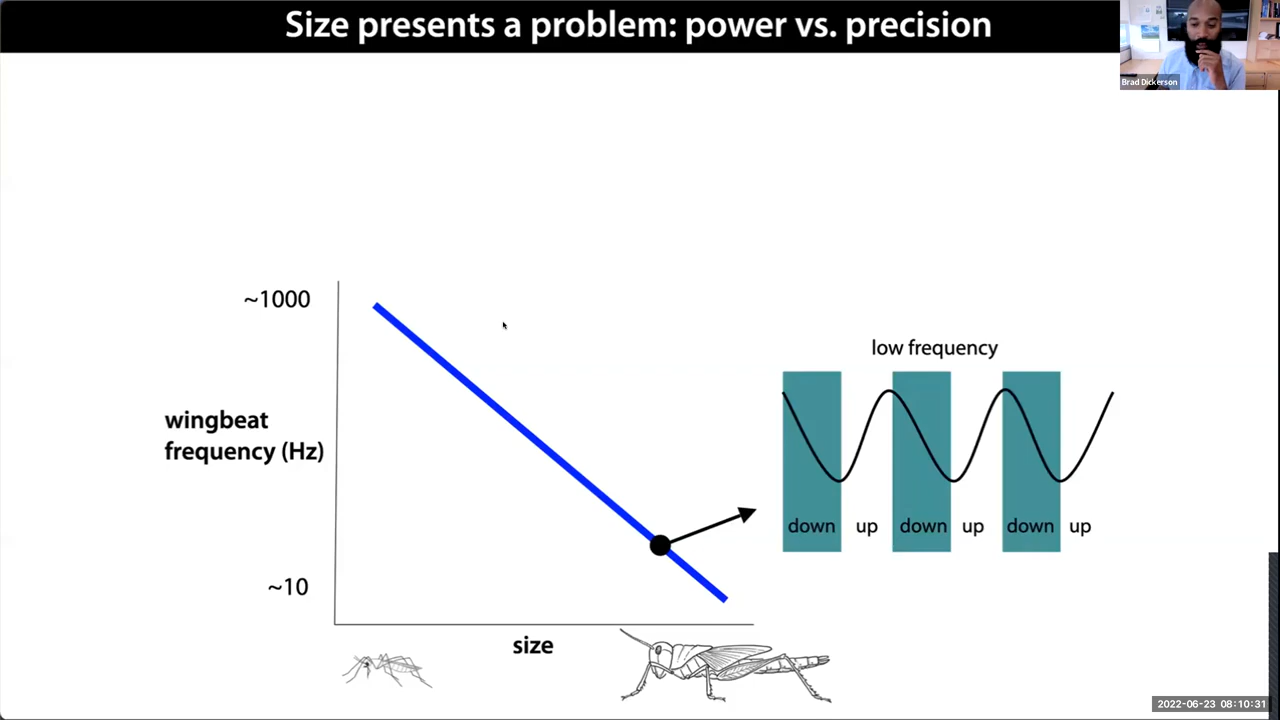 Size presents a problem: power vs. precision
Brad Dickerson
~1000
wingbeat
frequency (Hz)
~10
size
low frequency
down up down up down up
2022-06-23 08:10:31